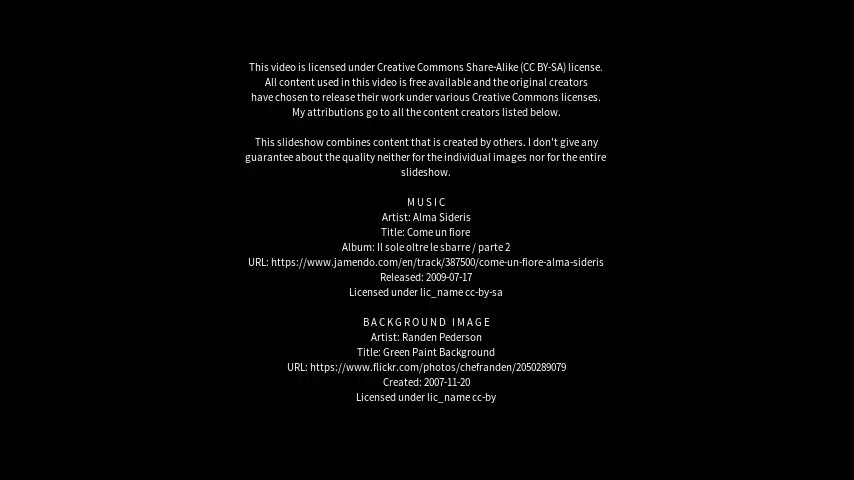 This video is licensed under Creative Commons Share-Alike (CC BY-SA) license.
All content used in this video is free available and the original creators
have chosen to release their work under various Creative Commons licenses.
My attributions go to all the content creators listed below.
This slideshow combines content that is created by others. I don't give any
guarantee about the quality neither for the individual images nor for the entire
slideshow.
M U S I C
Artist: Alma Sideris
Title: Come un fiore
Album: Il sole oltre le sbarre / parte 2
URL: https://www.jamendo.com/en/track/387500/come-un-fiore-alma-sideris
Released: 2009-07-17
Licensed under lic_name cc-by-sa
B A C K G R O U N D   I M A G E
Artist: Randen Pederson
Title: Green Paint Background
URL: https://www.flickr.com/photos/chefranden/2050289079
Created: 2007-11-20
Licensed under lic_name cc-by